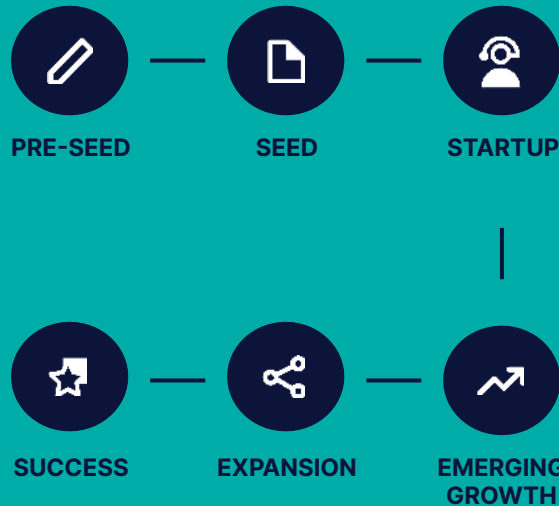 PRE-SEED
SEED
STARTUP
SUCCESS
EXPANSION
EMERGING
GROWTH